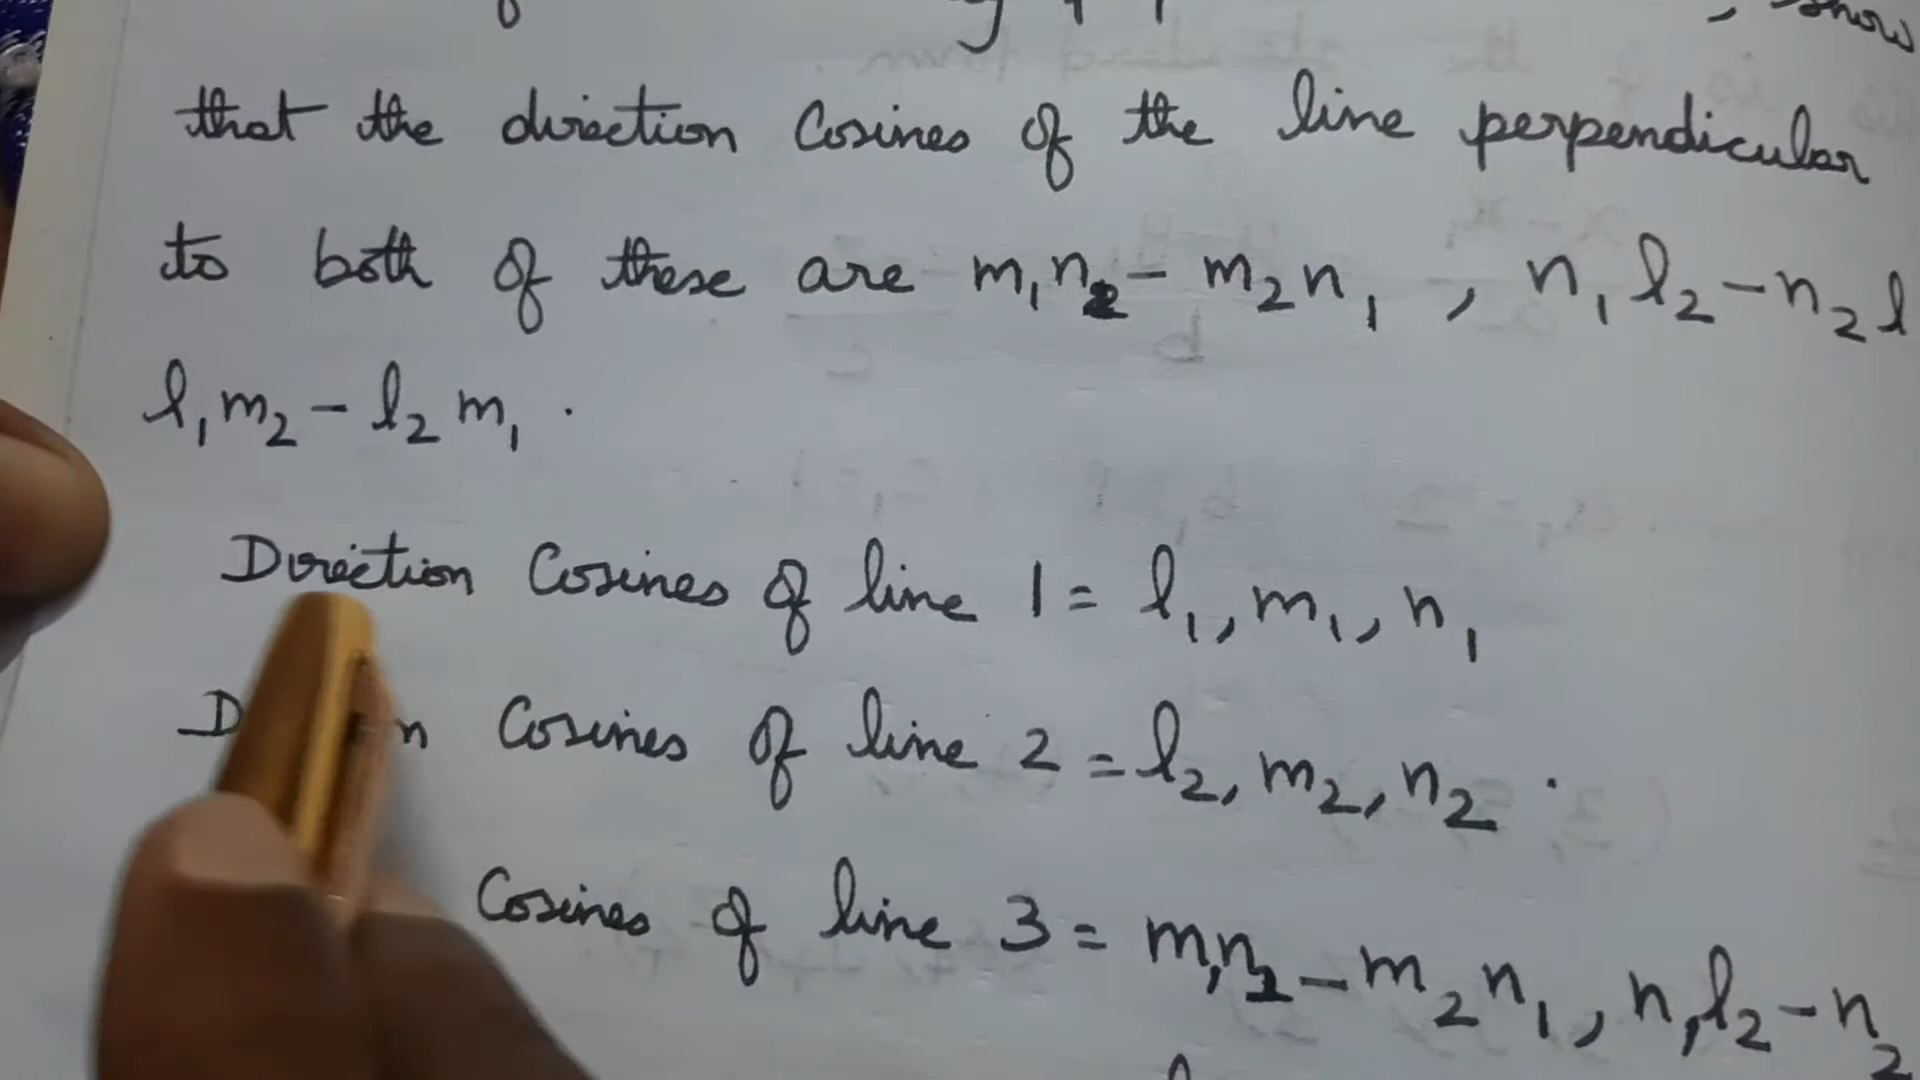 , show
that the direction Cosines of the line perpendicular
to both of these are m₁n₂ - m₂n₁ , n₁l₂ - n₂l
l₁m₂ - l₂m₁ .
Direction Cosines of line 1 = l₁, m₁, n₁
Cosines of line 2 = l₂, m₂, n₂ .
Cosines of line 3 = m₁n₂ - m₂n₁, n₁l₂ - n₂